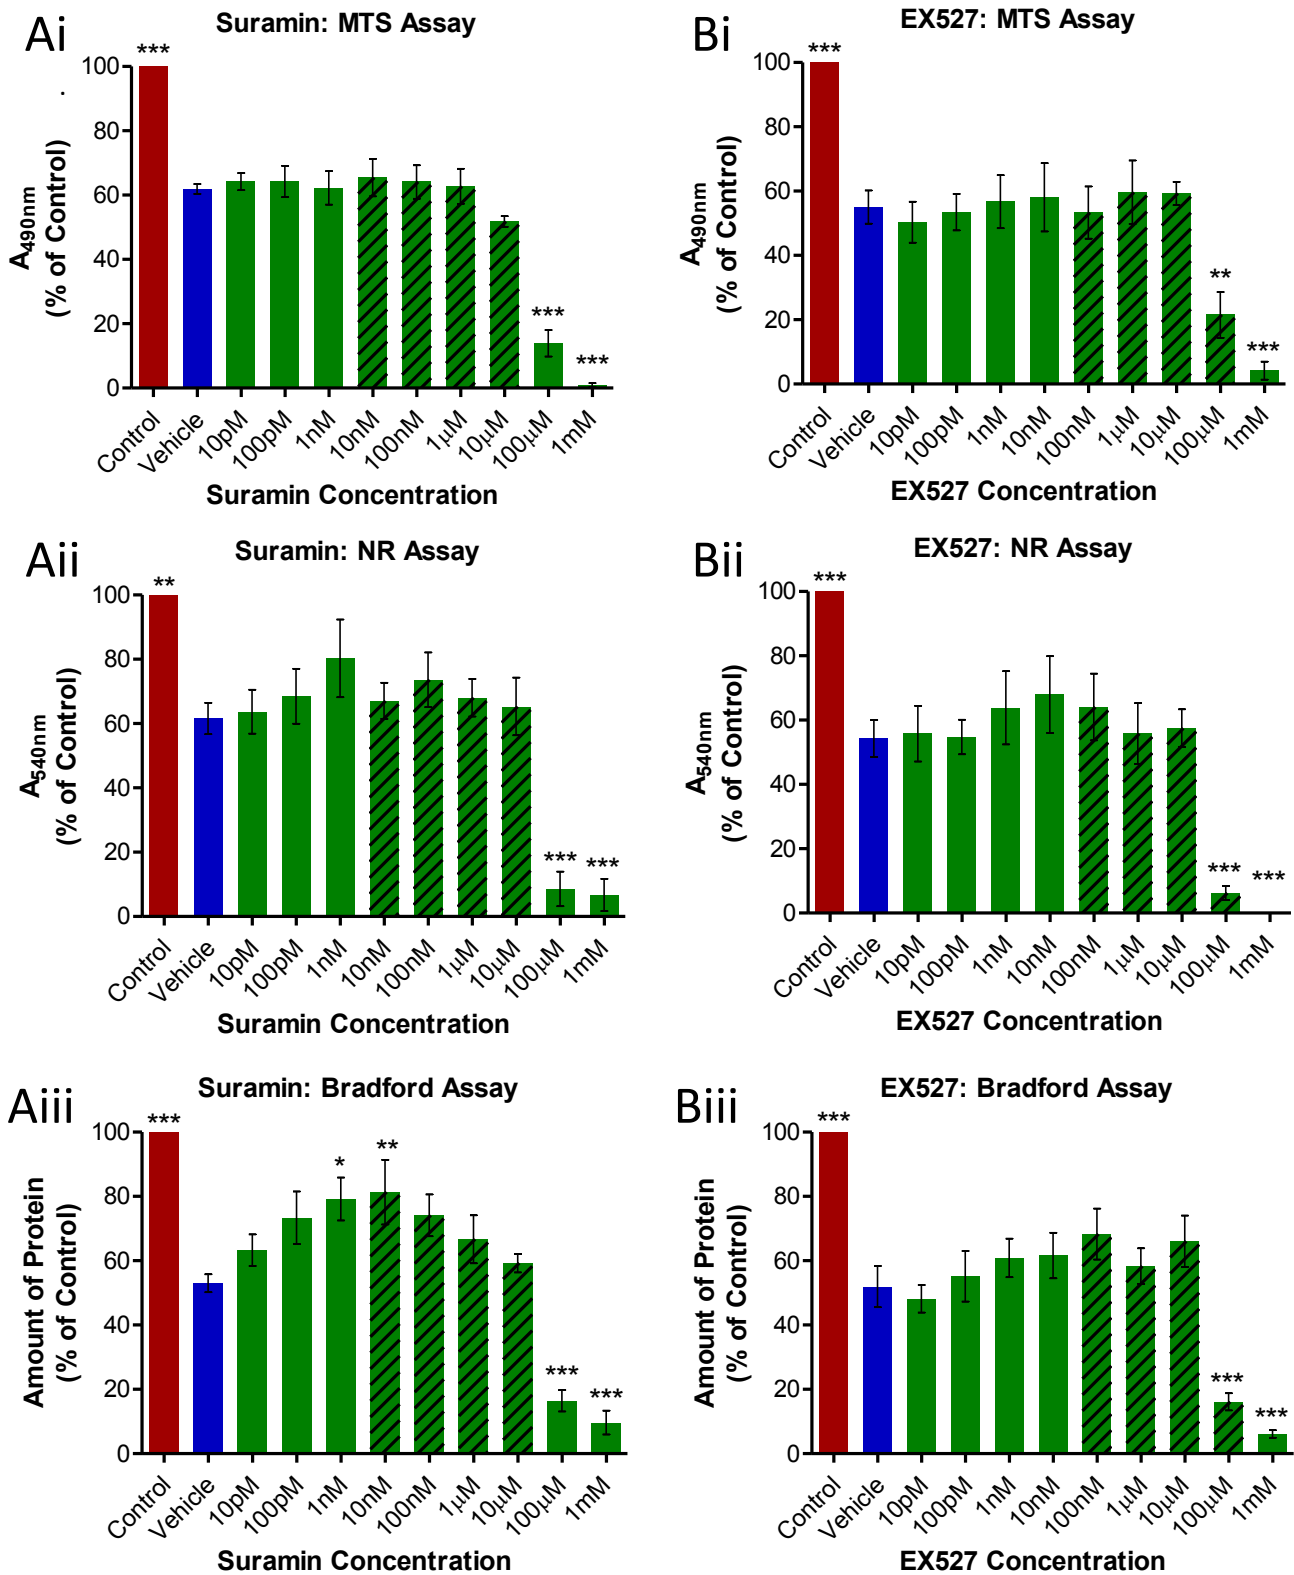 Ai
Suramin: MTS Assay
***
100
80
60
40
20
0
A490nm
(% of Control)
***
***
Control
Vehicle
10pM
100pM
1nM
10nM
100nM
1µM
10µM
100µM
1mM
Suramin Concentration
Bi
EX527: MTS Assay
***
100
80
60
40
20
0
A490nm
(% of Control)
**
***
Control
Vehicle
10pM
100pM
1nM
10nM
100nM
1µM
10µM
100µM
1mM
EX527 Concentration
Aii
Suramin: NR Assay
**
100
80
60
40
20
0
A540nm
(% of Control)
***
***
Control
Vehicle
10pM
100pM
1nM
10nM
100nM
1µM
10µM
100µM
1mM
Suramin Concentration
Bii
EX527: NR Assay
***
100
80
60
40
20
0
A540nm
(% of Control)
***
***
Control
Vehicle
10pM
100pM
1nM
10nM
100nM
1µM
10µM
100µM
1mM
EX527 Concentration
Aiii
Suramin: Bradford Assay
***
100
80
60
40
20
0
Amount of Protein
(% of Control)
*
**
***
***
Control
Vehicle
10pM
100pM
1nM
10nM
100nM
1µM
10µM
100µM
1mM
Suramin Concentration
Biii
EX527: Bradford Assay
***
100
80
60
40
20
0
Amount of Protein
(% of Control)
***
***
Control
Vehicle
10pM
100pM
1nM
10nM
100nM
1µM
10µM
100µM
1mM
EX527 Concentration